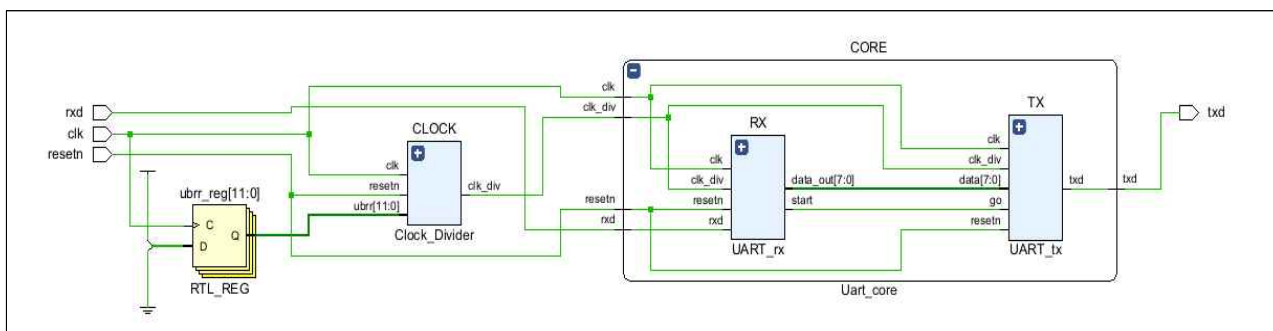 rxd
clk
resetn
ubrr_reg[11:0]
C
D
Q
RTL_REG
CLOCK
clk
resetn
ubrr[11:0]
clk_div
Clock_Divider
CORE
clk
clk_div
resetn
rxd
RX
clk
clk_div
resetn
rxd
data_out[7:0]
start
UART_rx
TX
clk
clk_div
data[7:0]
go
resetn
txd
UART_tx
txd
Uart_core
txd